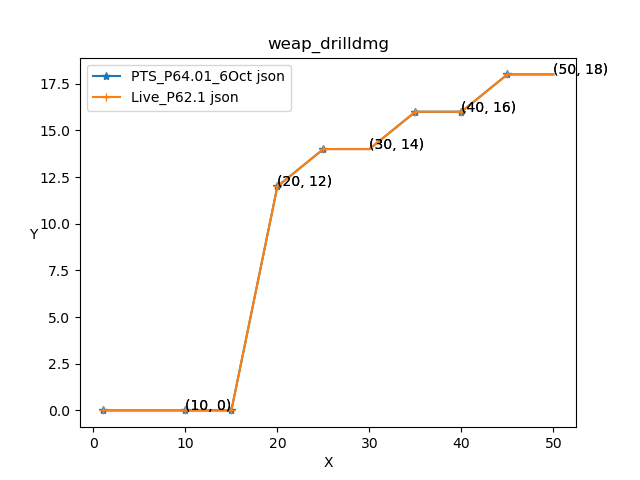 weap_drilldmg
PTS_P64.01_6Oct json
Live_P62.1 json
(50, 18)
(40, 16)
(30, 14)
(20, 12)
(10, 0)
17.5
15.0
12.5
10.0
7.5
5.0
2.5
0.0
Y
0 10 20 30 40 50
X